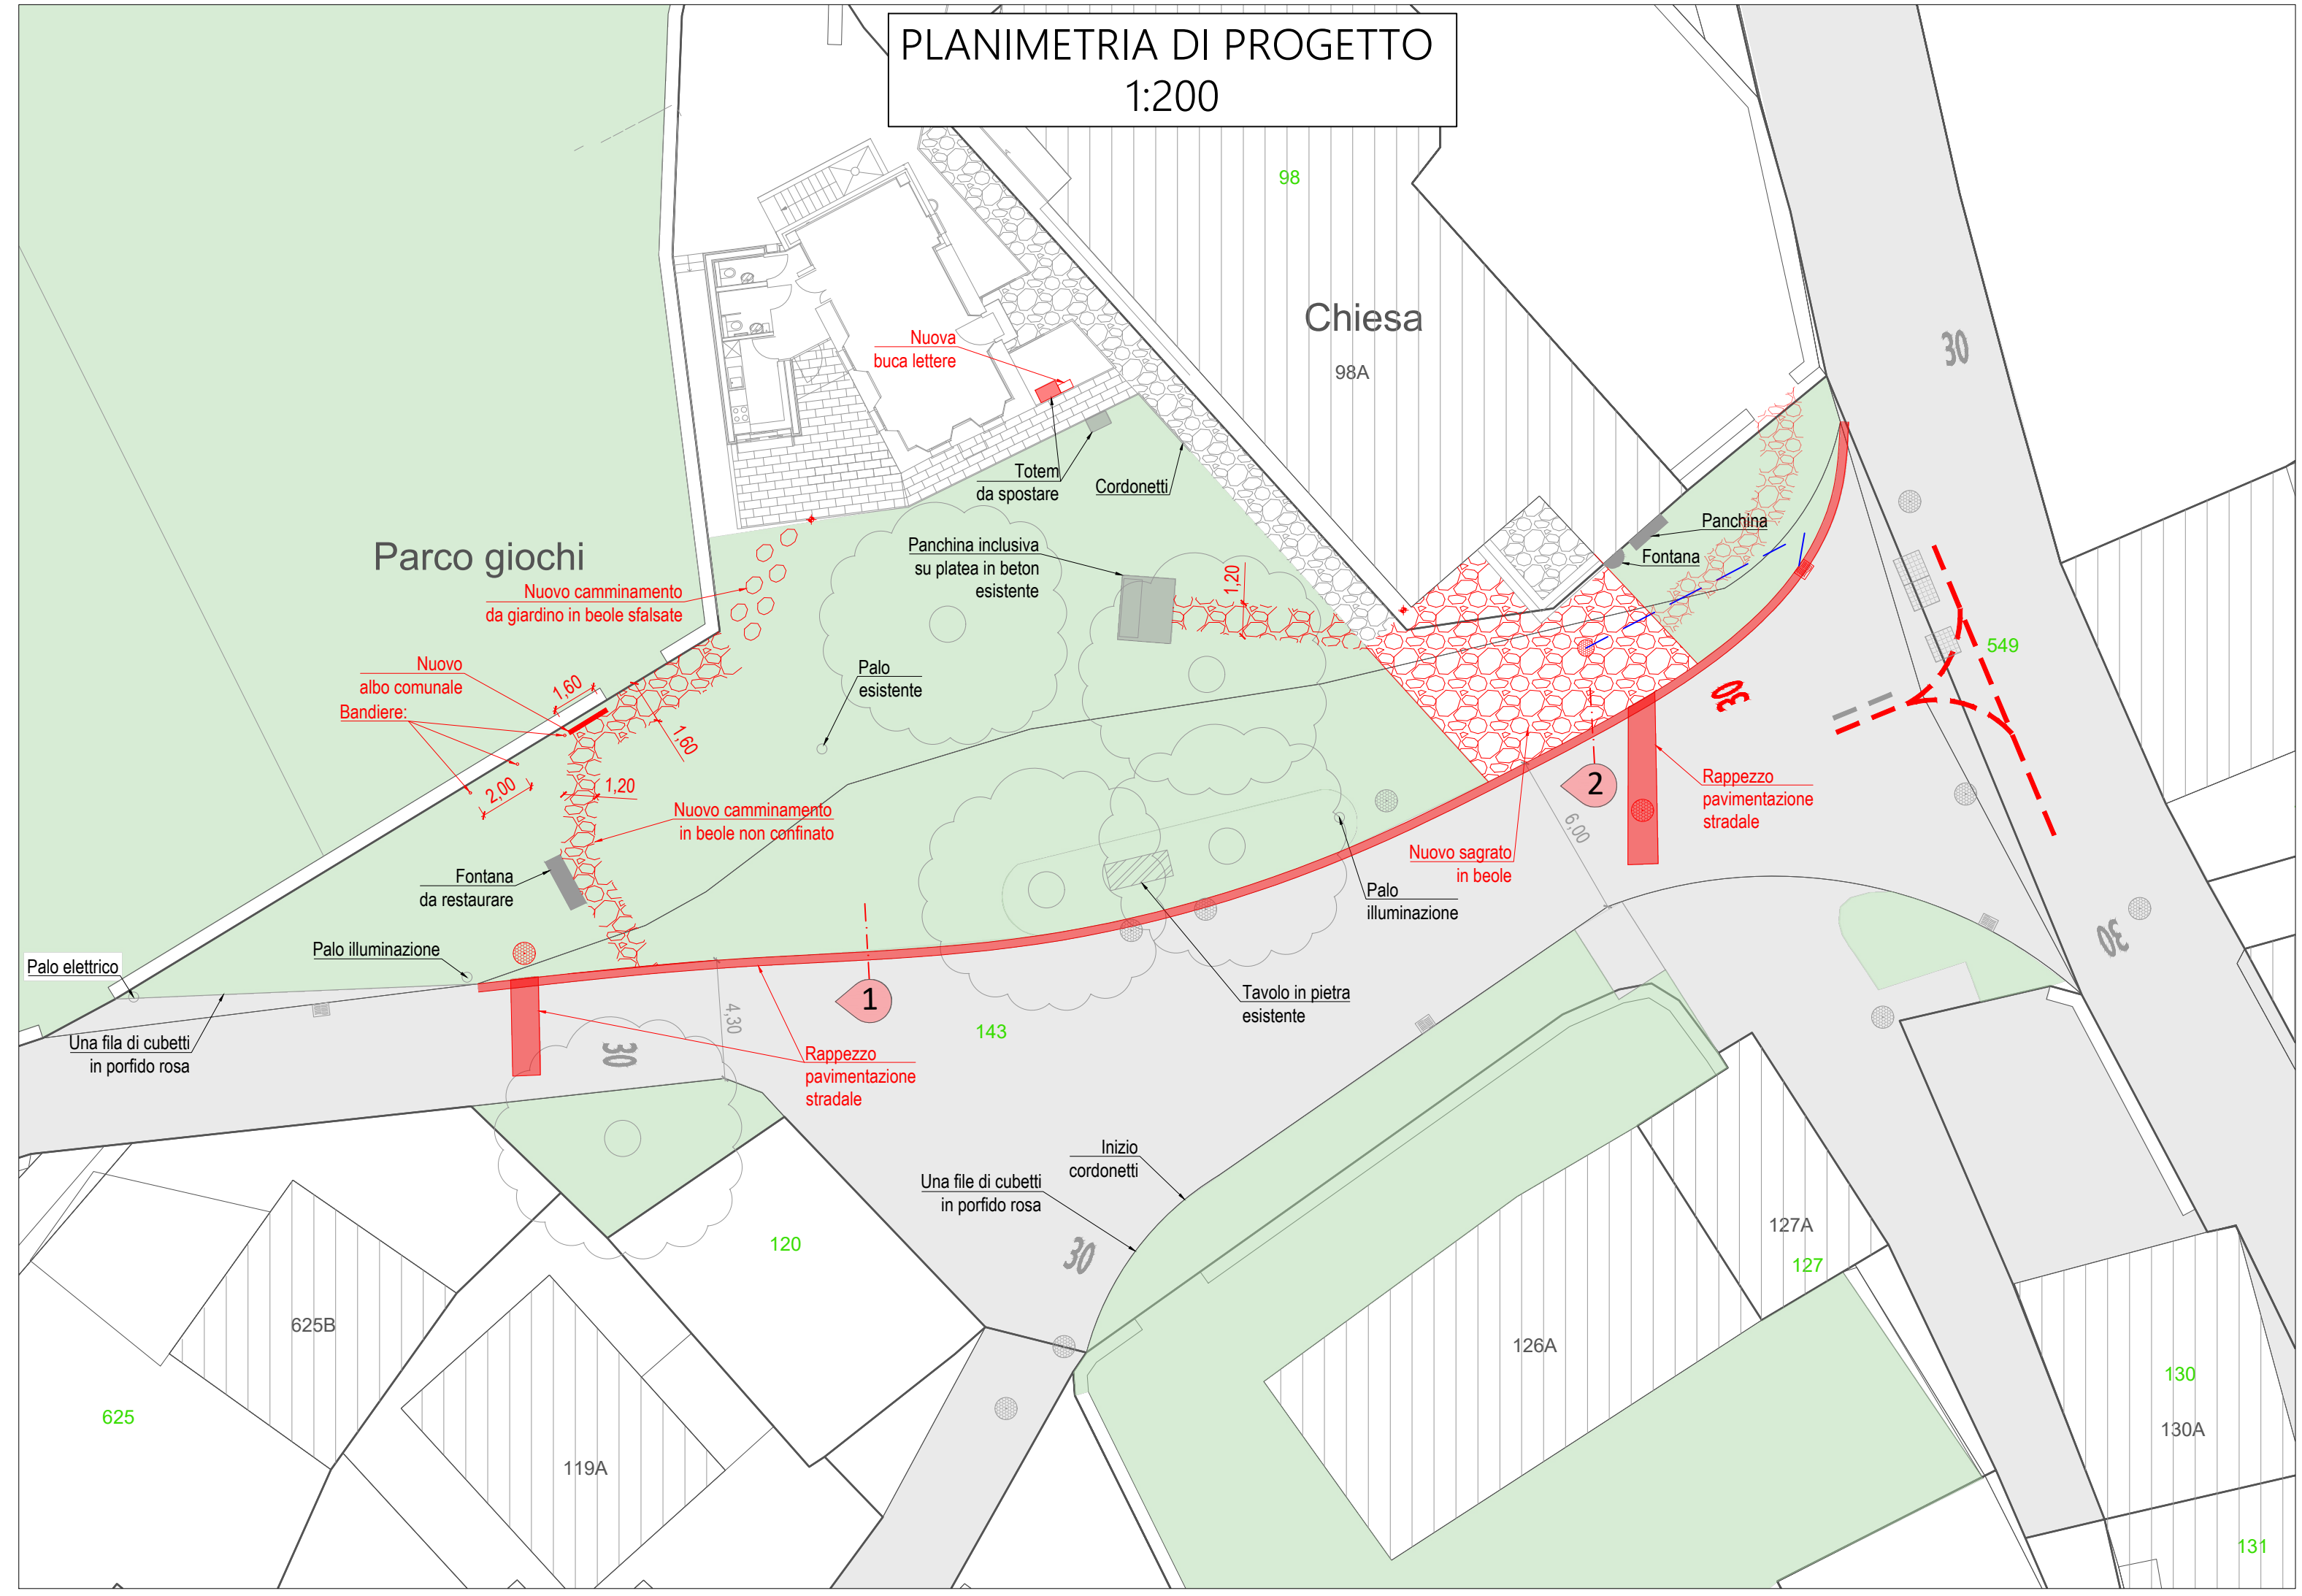 PLANIMETRIA DI PROGETTO
1:200
98
Chiesa
98A
30
Nuova
buca lettere
Totem
da spostare
Cordonetti
Panchina
Fontana
Parco giochi
Panchina inclusiva
su platea in beton
esistente
1,20
Nuovo camminamento
da giardino in beole sfalsate
549
Nuovo
albo comunale
1,60
Bandiere:
Palo
esistente
1,60
30
2,00
1,20
Nuovo camminamento
in beole non confinato
2
Rappezzo
pavimentazione
stradale
6,00
Nuovo sagrato
in beole
Fontana
da restaurare
Palo
illuminazione
30
Palo illuminazione
Palo elettrico
1
Tavolo in pietra
esistente
4,30
143
Una fila di cubetti
in porfido rosa
30
Rappezzo
pavimentazione
stradale
Inizio
cordonetti
Una file di cubetti
in porfido rosa
30
120
127A
127
625B
126A
130
625
119A
130A
131